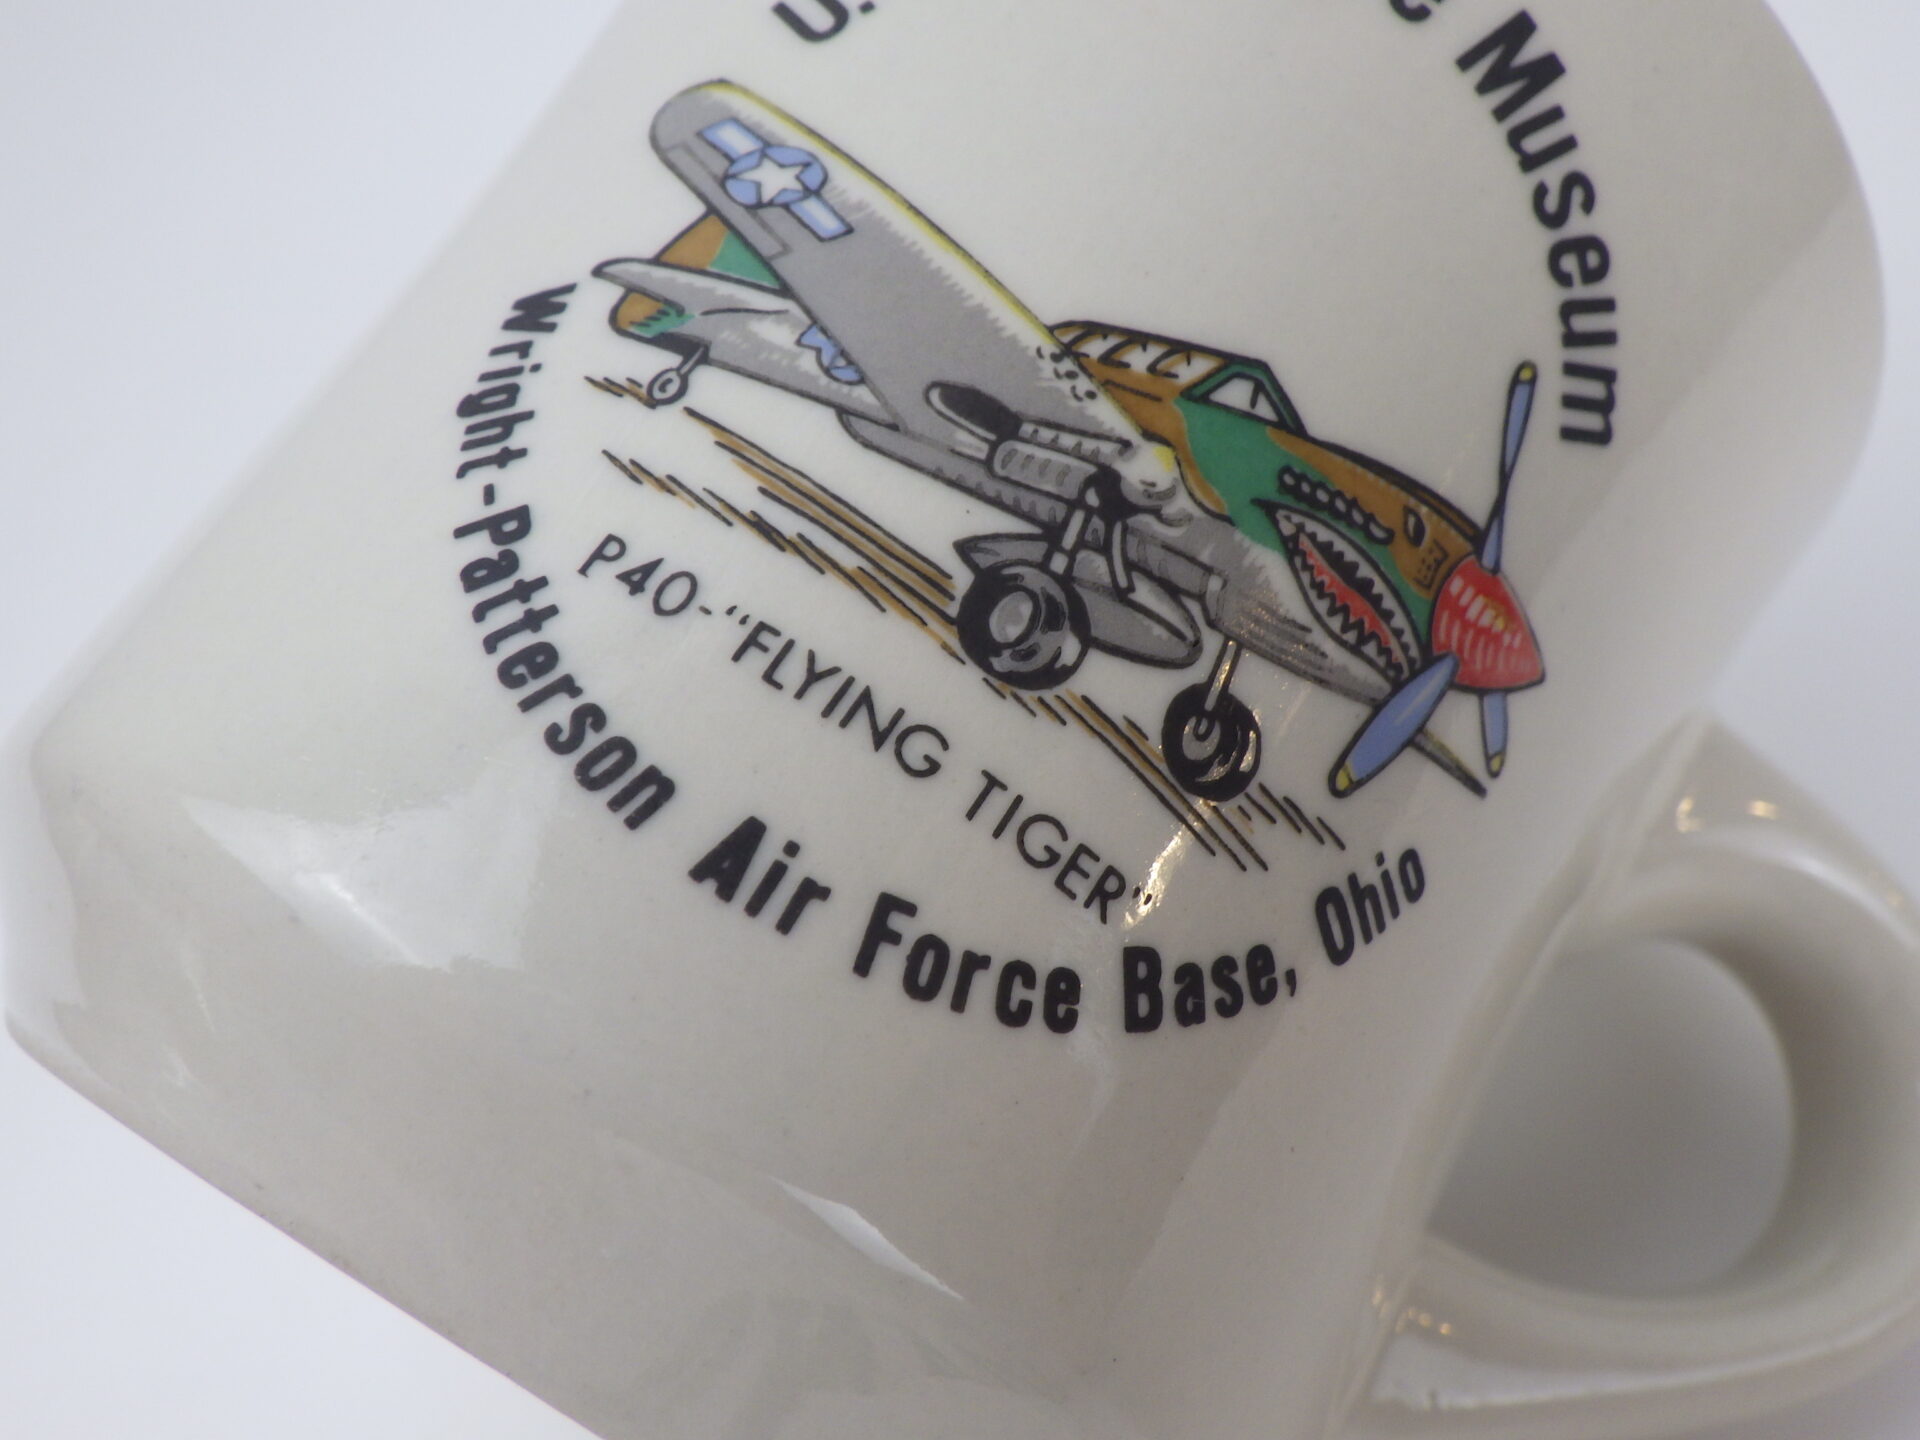 Museum
P40-"FLYING TIGER"
Wright-Patterson Air Force Base, Ohio